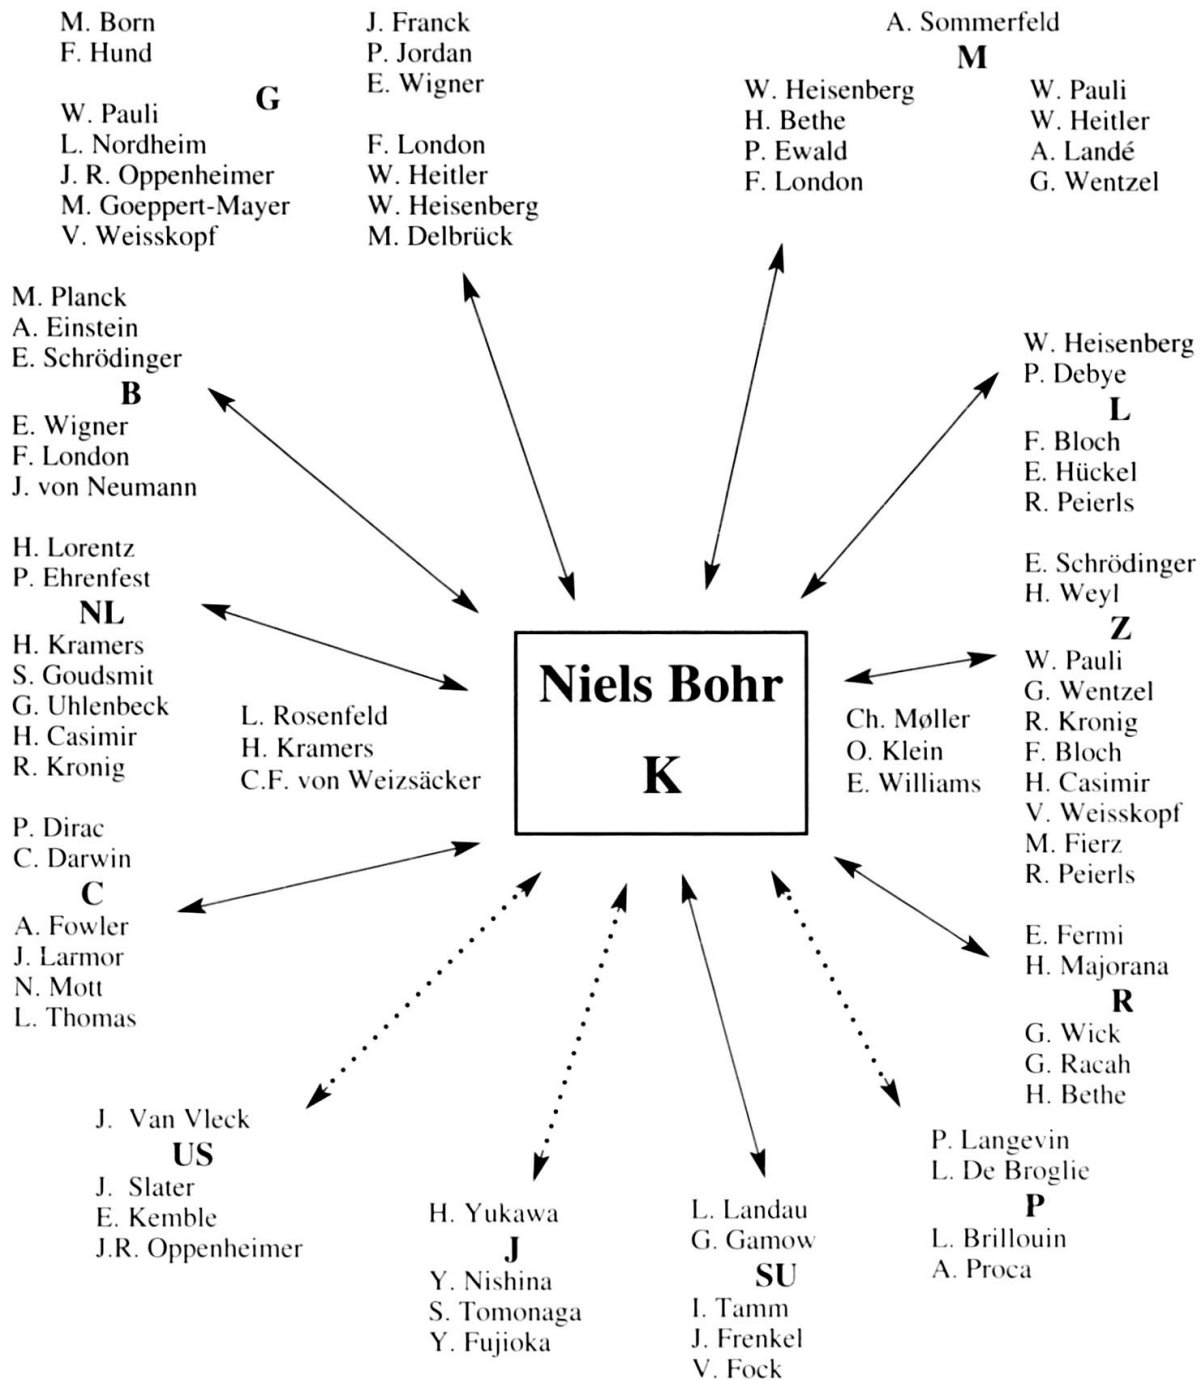 M. Born
F. Hund
J. Franck
P. Jordan
E. Wigner
G
W. Pauli
L. Nordheim
J. R. Oppenheimer
M. Goeppert-Mayer
V. Weisskopf
F. London
W. Heitler
W. Heisenberg
M. Delbrück
A. Sommerfeld
M
W. Heisenberg
H. Bethe
P. Ewald
F. London
W. Pauli
W. Heitler
A. Landé
G. Wentzel
M. Planck
A. Einstein
E. Schrödinger
B
E. Wigner
F. London
J. von Neumann
W. Heisenberg
P. Debye
L
F. Bloch
E. Hückel
R. Peierls
H. Lorentz
P. Ehrenfest
NL
H. Kramers
S. Goudsmit
G. Uhlenbeck
H. Casimir
R. Kronig
L. Rosenfeld
H. Kramers
C.F. von Weizsäcker
Niels Bohr
K
Ch. Møller
O. Klein
E. Williams
E. Schrödinger
H. Weyl
Z
W. Pauli
G. Wentzel
R. Kronig
F. Bloch
H. Casimir
V. Weisskopf
M. Fierz
R. Peierls
P. Dirac
C. Darwin
C
A. Fowler
J. Larmor
N. Mott
L. Thomas
E. Fermi
H. Majorana
R
G. Wick
G. Racah
H. Bethe
J. Van Vleck
US
J. Slater
E. Kemble
J.R. Oppenheimer
H. Yukawa
J
Y. Nishina
S. Tomonaga
Y. Fujioka
L. Landau
G. Gamow
SU
I. Tamm
J. Frenkel
V. Fock
P. Langevin
L. De Broglie
P
L. Brillouin
A. Proca